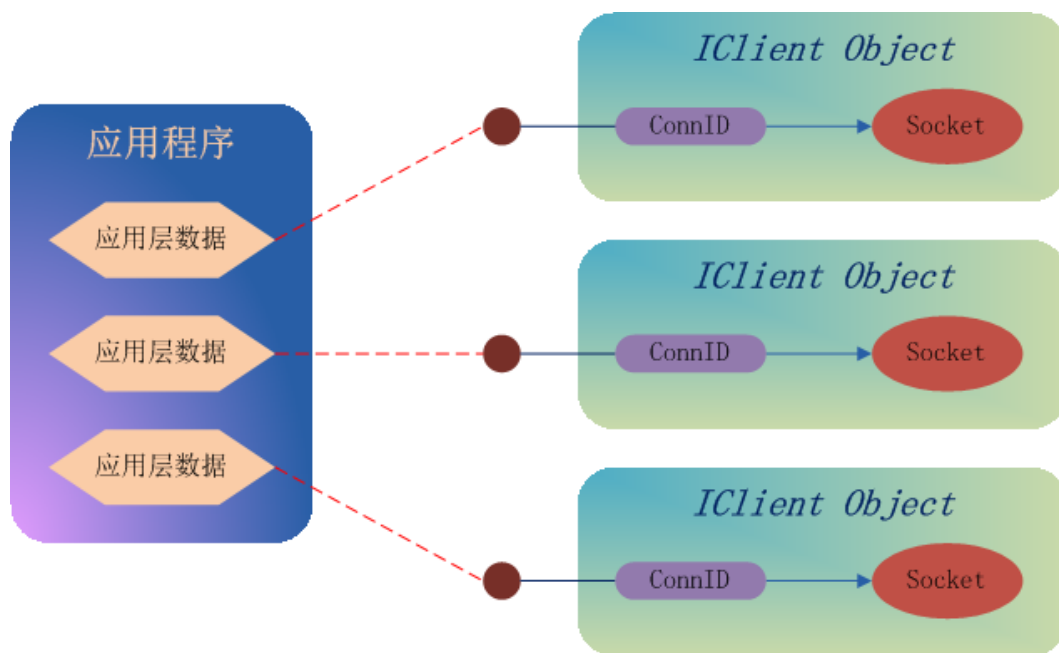 应用程序
应用层数据
应用层数据
应用层数据
IClient Object
ConnID
Socket
IClient Object
ConnID
Socket
IClient Object
ConnID
Socket